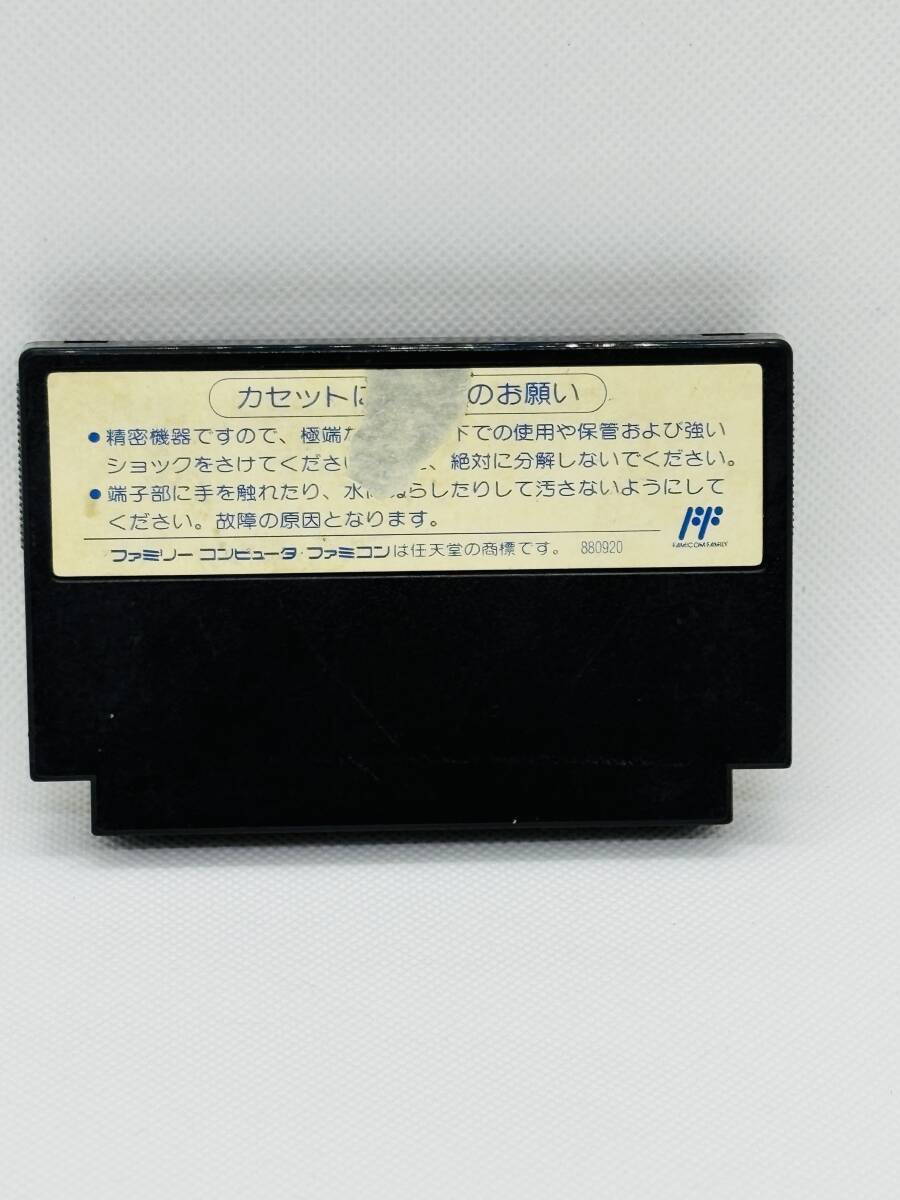 カセットに のお願い
●精密機器ですので、極端な 下での使用や保管および強い
ショックをさけてください 、絶対に分解しないでください。
●端子部に手を触れたり、水にぬらしたりして汚さないようにして
ください。故障の原因となります。
FAMICOM FAMILY
ファミリー コンピュータ・ファミコンは任天堂の商標です。 880920